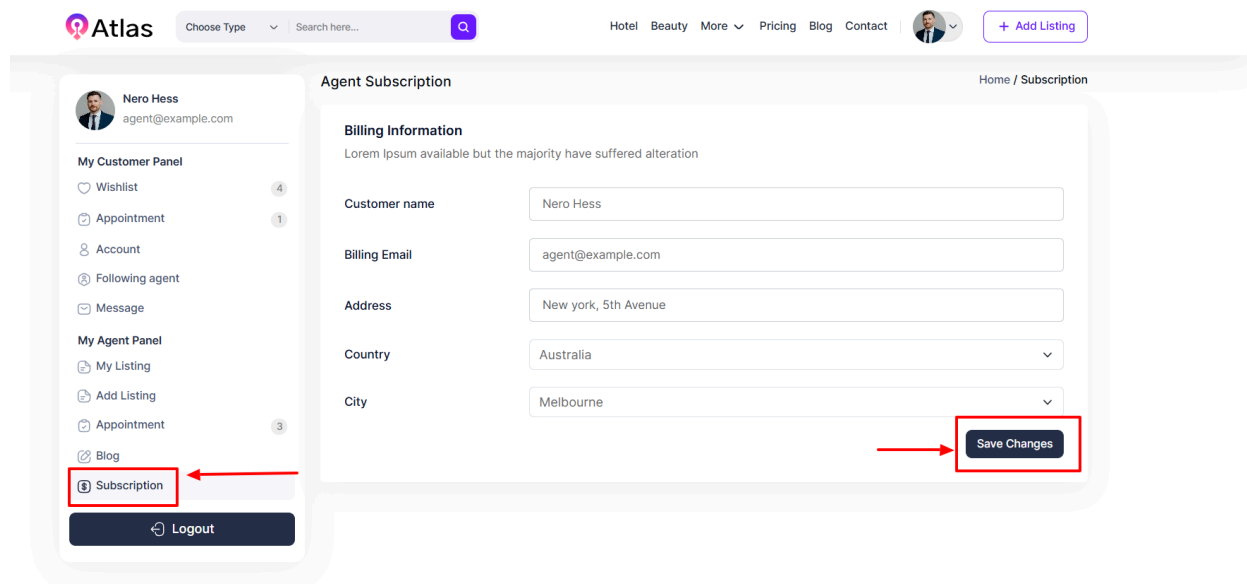 Atlas
Choose Type
Search here...
Hotel Beauty More Pricing Blog Contact
+ Add Listing
Nero Hess
agent@example.com
My Customer Panel
Wishlist 4
Appointment 1
Account
Following agent
Message
My Agent Panel
My Listing
Add Listing
Appointment 3
Blog
Subscription
Logout
Agent Subscription
Home / Subscription
Billing Information
Lorem Ipsum available but the majority have suffered alteration
Customer name Nero Hess
Billing Email agent@example.com
Address New york, 5th Avenue
Country Australia
City Melbourne
Save Changes